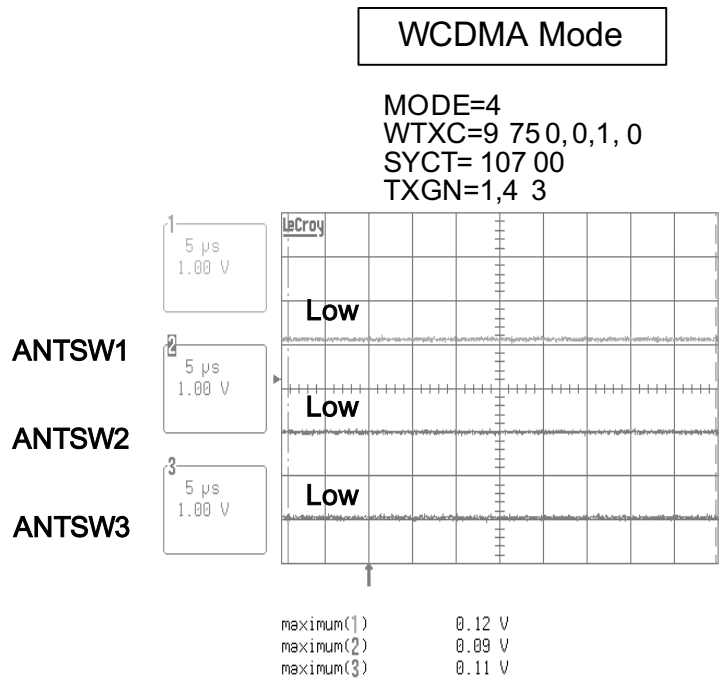 WCDMA Mode
MODE=4
WTXC=9 750,0,1, 0
SYCT= 107 00
TXGN=1,4 3
1
5 µs
1.00 V
LeCroy
Low
ANTSW1
2
5 µs
1.00 V
Low
ANTSW2
3
5 µs
1.00 V
Low
ANTSW3
maximum(1) 0.12 V
maximum(2) 0.09 V
maximum(3) 0.11 V